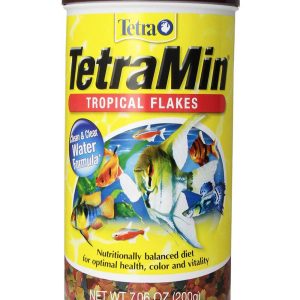 Tetra
TetraMin®
TROPICAL FLAKES
Clean & Clear
Water
Formula
Nutritionally balanced diet
for optimal health, color and vitality
NET WT 7.06 OZ (200g)